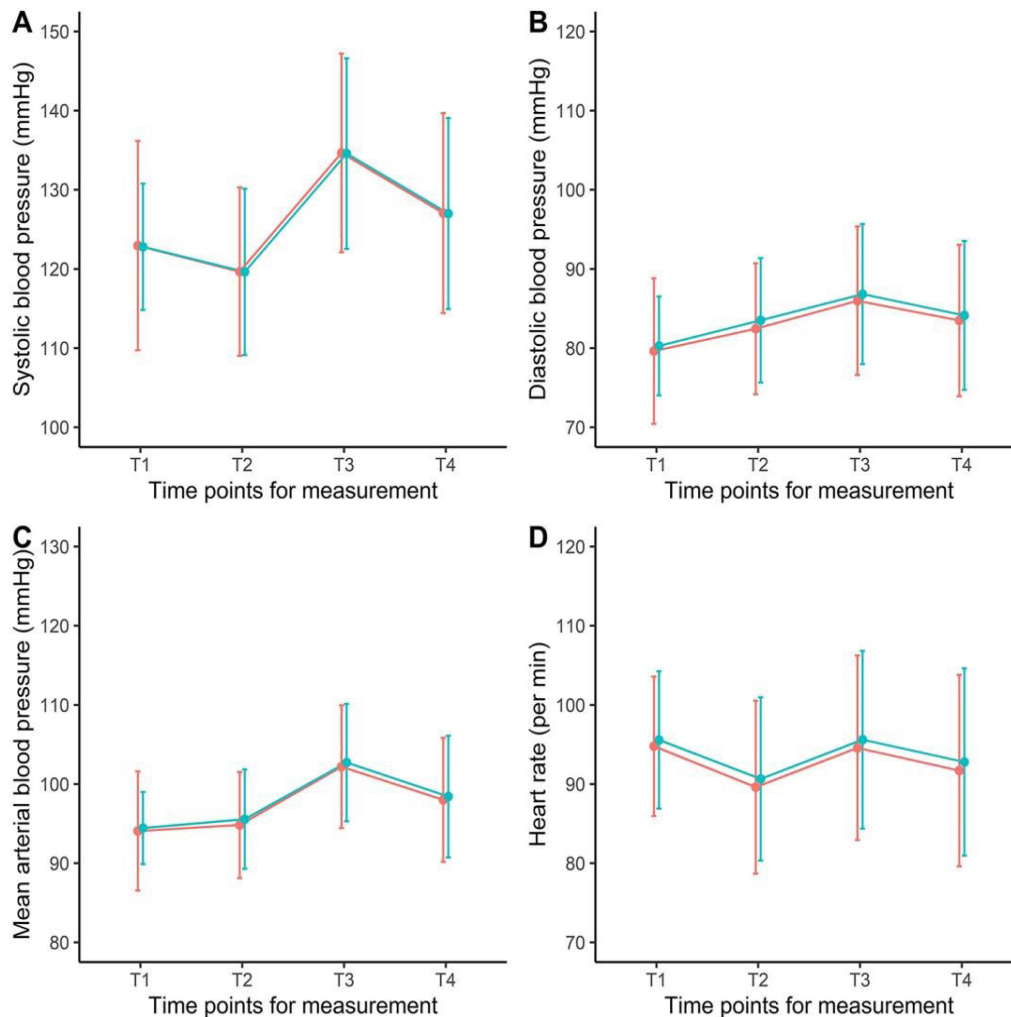 A
Systolic blood pressure (mmHg)
150
140
130
120
110
100
T1 T2 T3 T4
Time points for measurement
B
Diastolic blood pressure (mmHg)
120
110
100
90
80
70
T1 T2 T3 T4
Time points for measurement
C
Mean arterial blood pressure (mmHg)
130
120
110
100
90
80
T1 T2 T3 T4
Time points for measurement
D
Heart rate (per min)
120
110
100
90
80
70
T1 T2 T3 T4
Time points for measurement